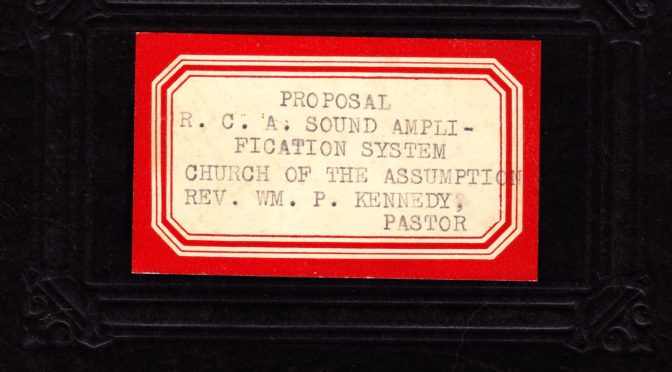 PROPOSAL
R. C. A. SOUND AMPLI-
FICATION SYSTEM
CHURCH OF THE ASSUMPTION
REV. WM. P. KENNEDY,
PASTOR